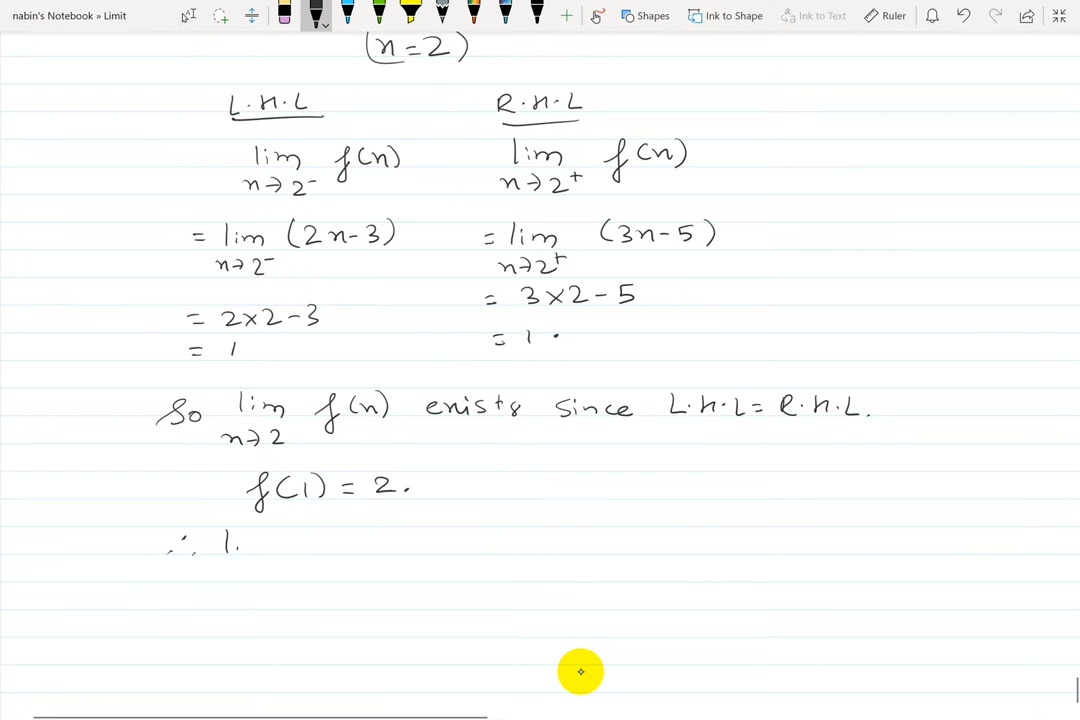 nabin's Notebook » Limit
Shapes Ink to Shape Ink to Text Ruler
(x=2)
L.H.L R.H.L
lim f(x) lim f(x)
x→2⁻ x→2⁺
= lim (2x-3) = lim (3x-5)
x→2⁻ x→2⁺
= 3×2-5
= 2×2-3
= 1 .
= 1
So lim f(x) exists since L.H.L = R.H.L.
x→2
f(1) = 2.
∴ l.